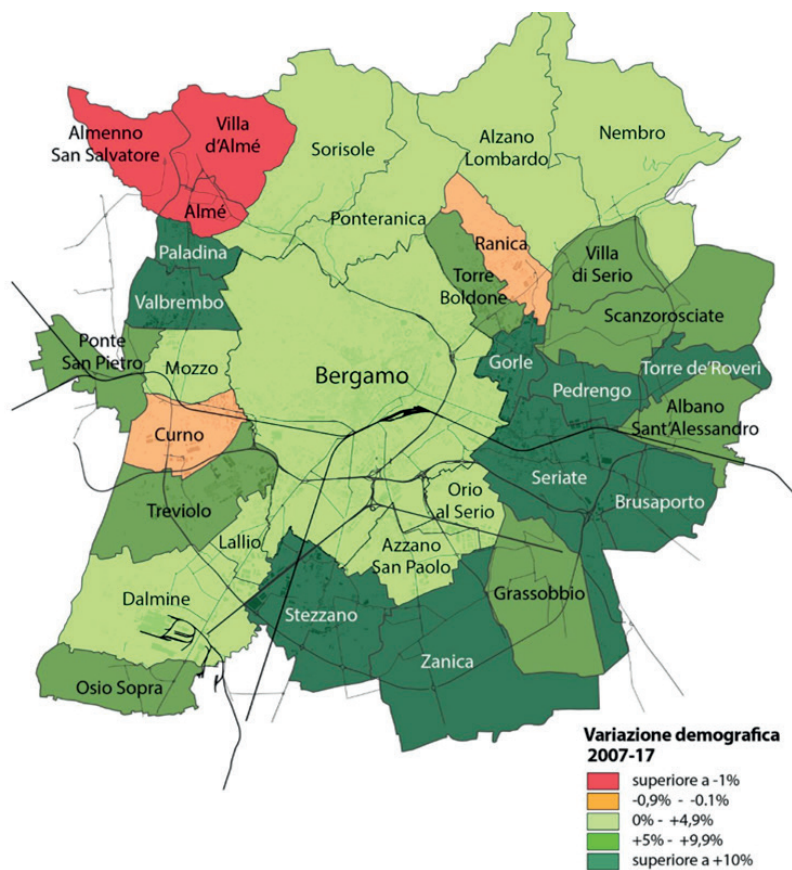 Almenno
San Salvatore
Villa
d'Almé
Almé
Sorisole
Ponteranica
Alzano
Lombardo
Nembro
Ranica
Torre
Boldone
Villa
di Serio
Scanzorosciate
Paladina
Valbrembo
Ponte
San Pietro
Mozzo
Bergamo
Gorle
Pedrengo
Torre de'Roveri
Albano
Sant'Alessandro
Curno
Seriate
Brusaporto
Treviolo
Orio
al Serio
Lallio
Azzano
San Paolo
Dalmine
Stezzano
Grassobbio
Zanica
Osio Sopra
Variazione demografica
2007-17
superiore a -1%
-0,9% - -0.1%
0% - +4,9%
+5% - +9,9%
superiore a +10%